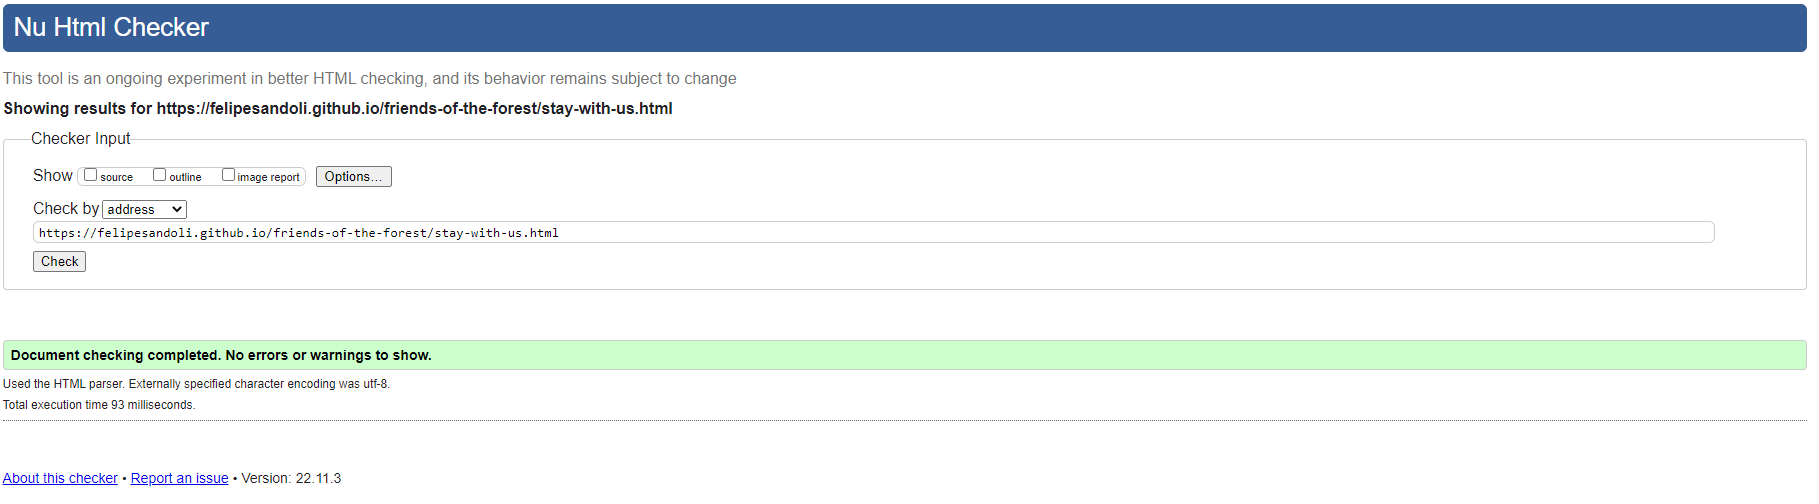 Nu Html Checker
This tool is an ongoing experiment in better HTML checking, and its behavior remains subject to change
Showing results for https://felipesandoli.github.io/friends-of-the-forest/stay-with-us.html
Checker Input
Show source outline image report Options...
Check by address
https://felipesandoli.github.io/friends-of-the-forest/stay-with-us.html
Check
Document checking completed. No errors or warnings to show.
Used the HTML parser. Externally specified character encoding was utf-8.
Total execution time 93 milliseconds.
About this checker • Report an issue • Version: 22.11.3